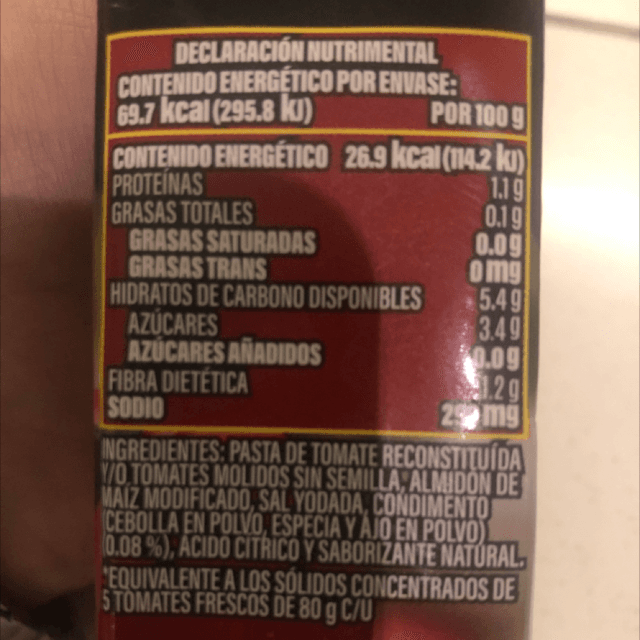 DECLARACIÓN NUTRIMENTAL
CONTENIDO ENERGÉTICO POR ENVASE:
69.7 kcal (295.8 kJ) POR 100 g
CONTENIDO ENERGÉTICO 26.9 kcal (114.2 kJ)
PROTEÍNAS 1.1 g
GRASAS TOTALES 0.1 g
GRASAS SATURADAS 0.0 g
GRASAS TRANS 0 mg
HIDRATOS DE CARBONO DISPONIBLES 5.4 g
AZÚCARES 3.4 g
AZÚCARES AÑADIDOS 0.0 g
FIBRA DIETÉTICA 1.2 g
SODIO
INGREDIENTES: PASTA DE TOMATE RECONSTITUÍDA
Y/O TOMATES MOLIDOS SIN SEMILLA, ALMIDÓN DE
MAÍZ MODIFICADO, SAL YODADA, CONDIMENTO
(CEBOLLA EN POLVO, ESPECIA Y AJO EN POLVO)
(0.08 %), ÁCIDO CÍTRICO Y SABORIZANTE NATURAL.
*EQUIVALENTE A LOS SÓLIDOS CONCENTRADOS DE
5 TOMATES FRESCOS DE 80 g C/U